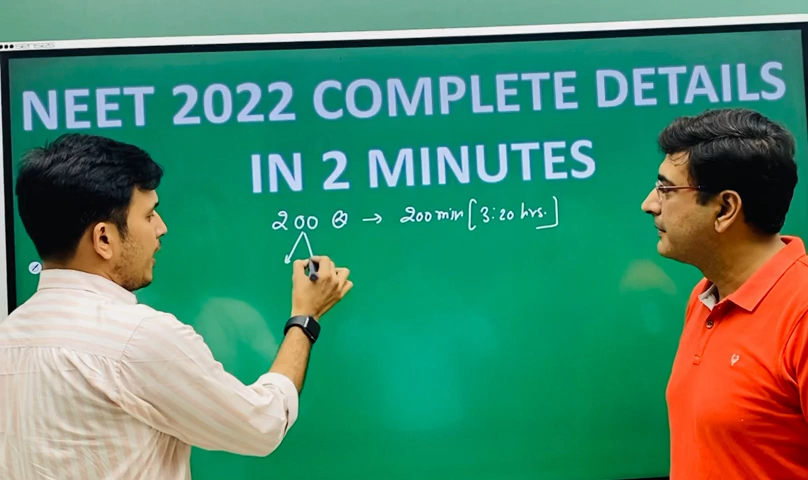 NEET 2022 COMPLETE DETAILS
IN 2 MINUTES
200 Q → 200 min [3:20 hrs.]